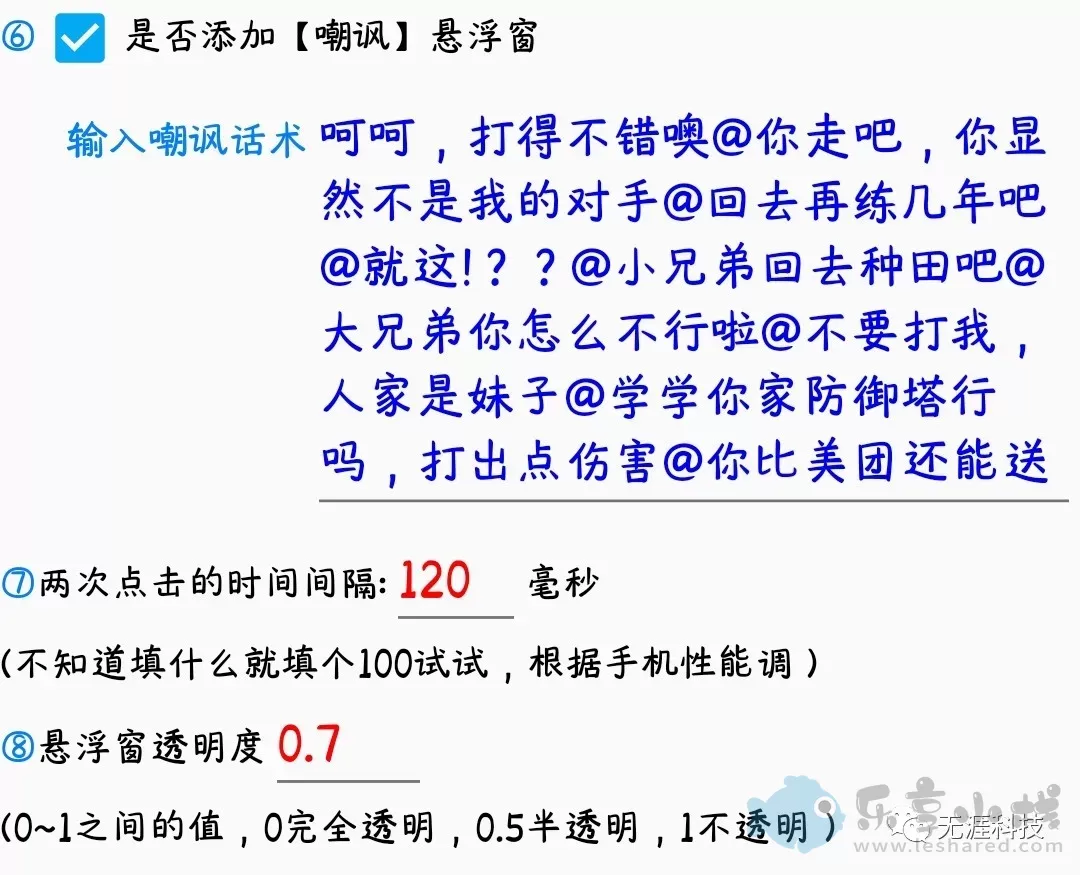 ⑥ 是否添加【嘲讽】悬浮窗
输入嘲讽话术 呵呵，打得不错噢@你走吧，你显
然不是我的对手@回去再练几年吧
@就这!？？@小兄弟回去种田吧@
大兄弟你怎么不行啦@不要打我，
人家是妹子@学学你家防御塔行
吗，打出点伤害@你比美团还能送
⑦两次点击的时间间隔: 120 毫秒
(不知道填什么就填个100试试，根据手机性能调)
⑧悬浮窗透明度 0.7
(0~1之间的值，0完全透明，0.5半透明，1不透明)
乐享小栈
无涯科技
www.leshared.com